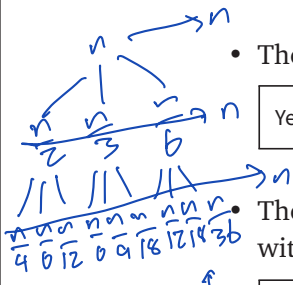 n → n
• The
n/2 n/3 n/6 → n
Ye
n/4 n/6 n/12 n/6 n/9 n/18 n/12 n/18 n/36 → n
• The
wit